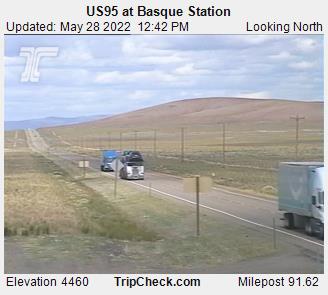 US95 at Basque Station
Updated: May 28 2022 12:42 PM Looking North
Elevation 4460 TripCheck.com Milepost 91.62